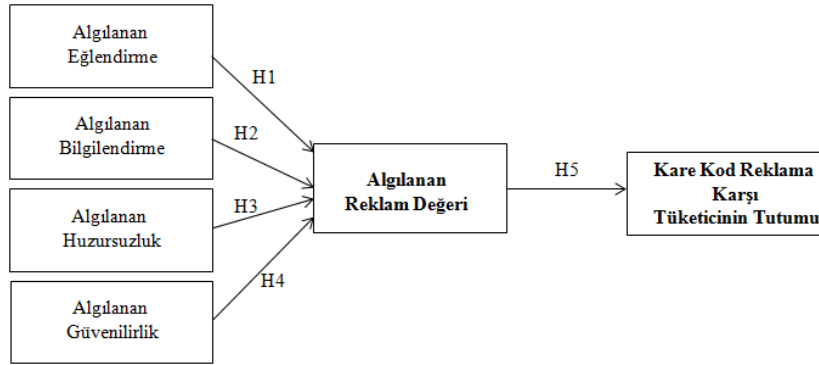 Algılanan
Eğlendirme
H1
Algılanan
Bilgilendirme
H2
Algılanan
Huzursuzluk
H3
Algılanan
Güvenilirlik
H4
Algılanan
Reklam Değeri
H5
Kare Kod Reklama
Karşı
Tüketicinin Tutumu